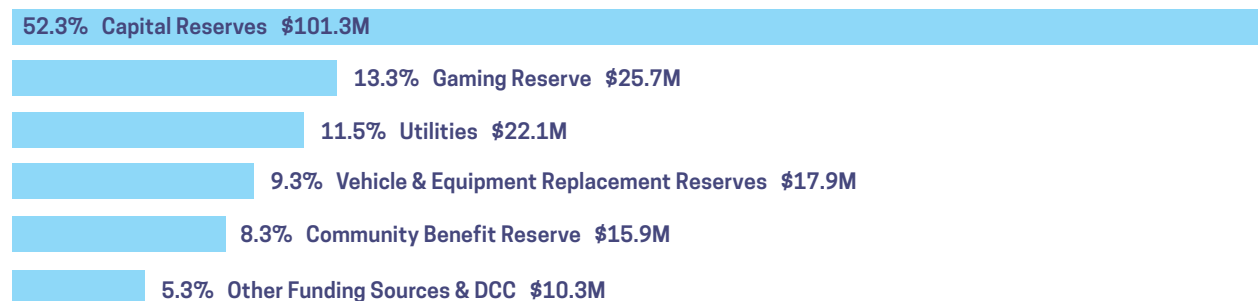 52.3% Capital Reserves $101.3M
13.3% Gaming Reserve $25.7M
11.5% Utilities $22.1M
9.3% Vehicle & Equipment Replacement Reserves $17.9M
8.3% Community Benefit Reserve $15.9M
5.3% Other Funding Sources & DCC $10.3M